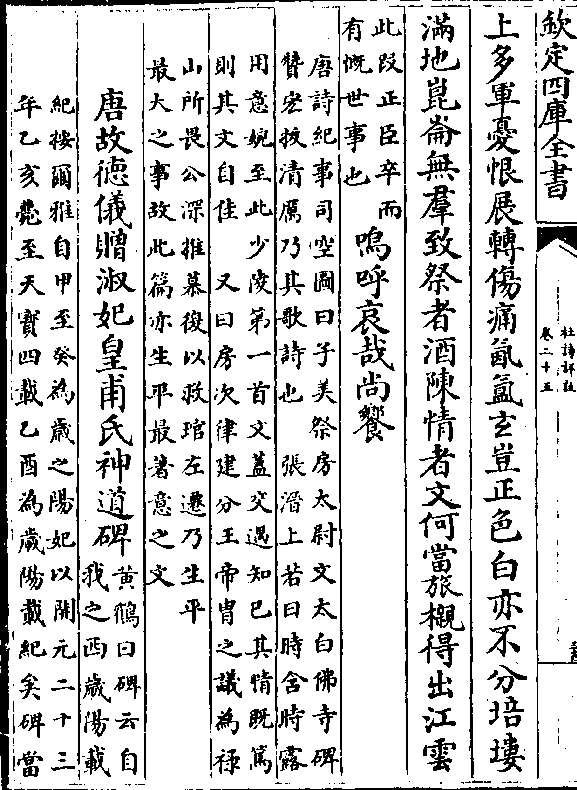 欽定四庫全書
杜詩詳註
卷二十五
上多軍憂恨展轉傷痛氤氳玄豈正色白亦不分培塿
滿地崑崙無羣致祭者酒陳情者文何當旅櫬得出江雲
此段正臣卒而
有慨世事也
嗚呼哀哉尚饗
唐詩紀事司空圖曰子美祭房太尉文太白佛寺碑
贊宏拔清厲乃其歌詩也 張溍上若曰時舍時露
用意婉至此少陵第一首文蓋交遇知已其情既篤
則其文自佳 又曰房次律建分王帝胄之議為祿
山所畏公深推慕後以救琯左遷乃生平
最大之事故此篇亦生平最著意之文
唐故德儀贈淑妃皇甫氏神道碑
黃鶴曰碑云自
我之西歲陽載
紀按爾雅自甲至癸為歲之陽妃以開元二十三
年乙亥薨至天寶四載乙酉為歲陽載紀矣碑當